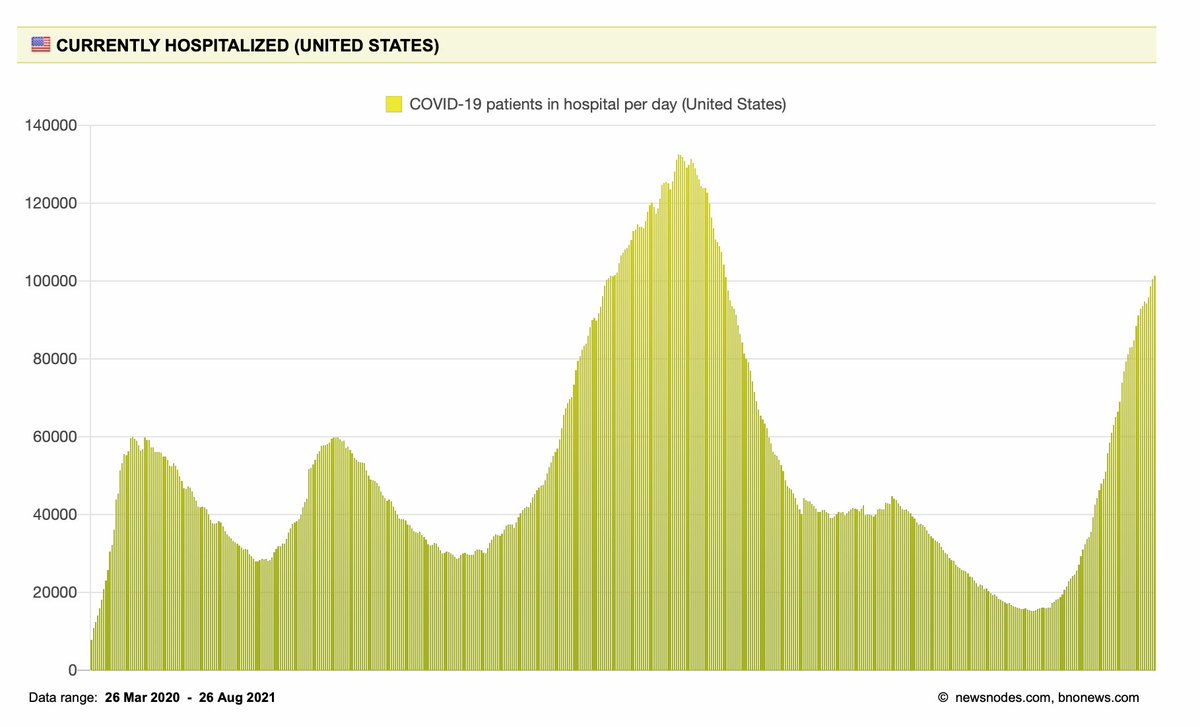 CURRENTLY HOSPITALIZED (UNITED STATES)
COVID-19 patients in hospital per day (United States)
140000
120000
100000
80000
60000
40000
20000
0
Data range: 26 Mar 2020 - 26 Aug 2021
© newsnodes.com, bnonews.com